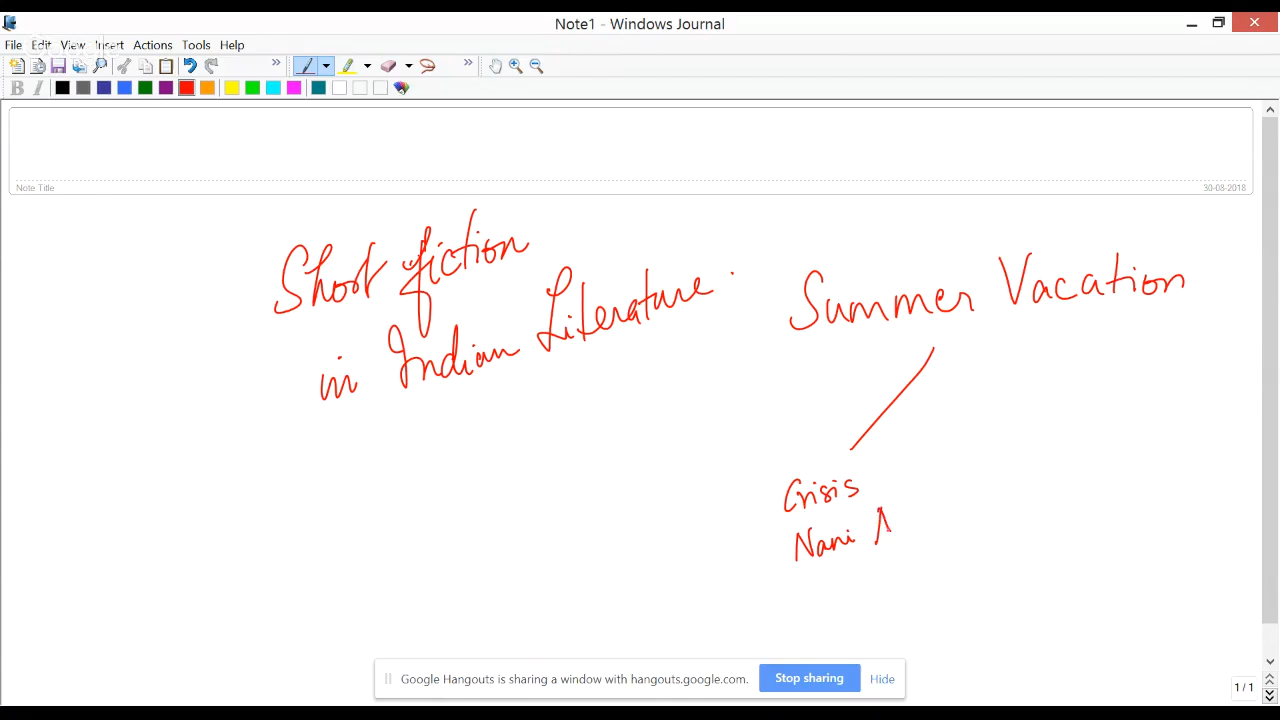 Note1 - Windows Journal
File Edit View Insert Actions Tools Help
Note Title
30-08-2018
Short fiction
in Indian Literature
Summer Vacation
Crisis
Nani A
Google Hangouts is sharing a window with hangouts.google.com.
Stop sharing
Hide
1 / 1